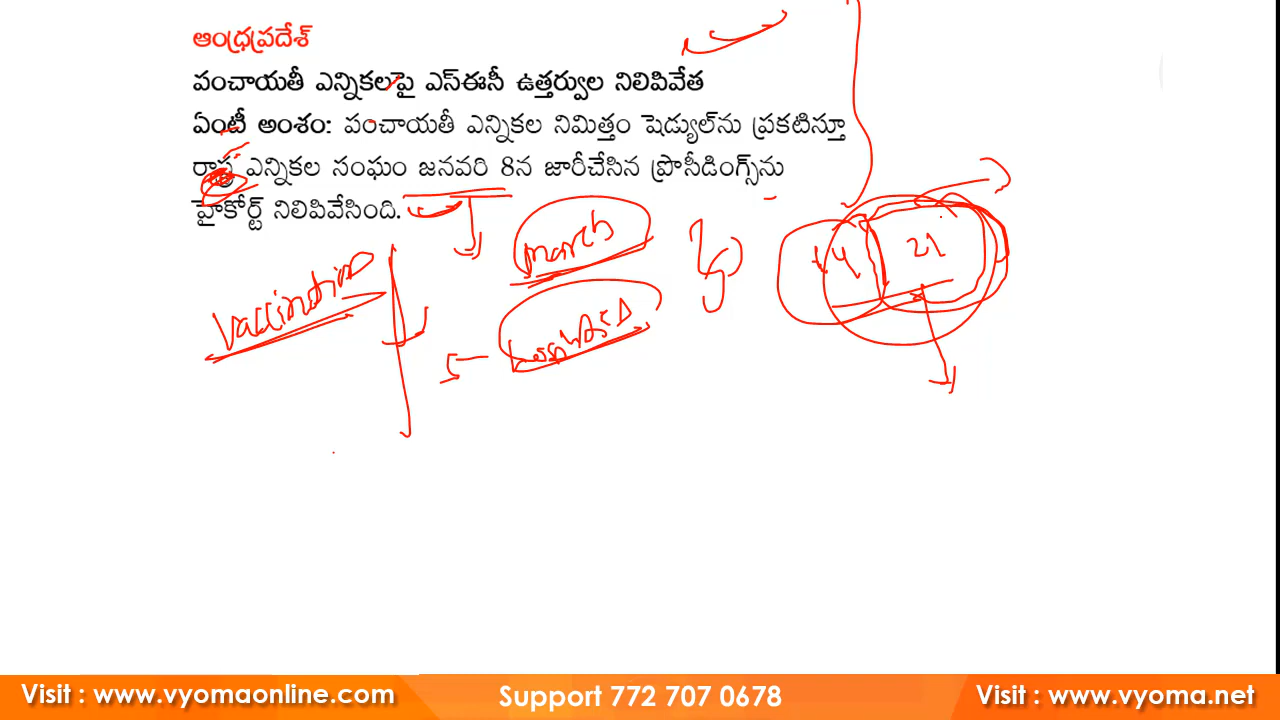 ఆంధ్రప్రదేశ్
పంచాయతీ ఎన్నికలపై ఎస్ఈసీ ఉత్తర్వుల నిలిపివేత
ఏంటీ అంశం: పంచాయతీ ఎన్నికల నిమిత్తం షెడ్యుల్‌ను ప్రకటిస్తూ
రాష్ట్ర ఎన్నికల సంఘం జనవరి 8న జారీచేసిన ప్రొసీడింగ్స్‌ను
హైకోర్ట్ నిలిపివేసింది.
march
14 21
vaccination
Visit : www.vyomaonline.com Support 772 707 0678 Visit : www.vyoma.net